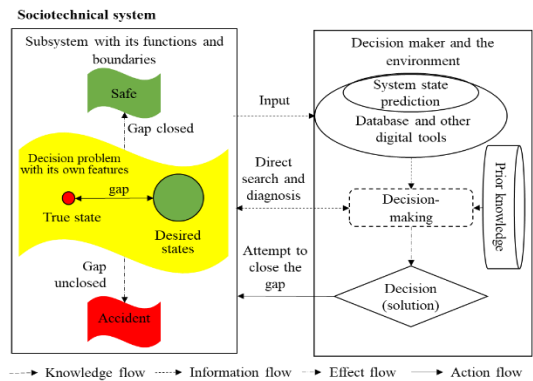 Sociotechnical system
Subsystem with its functions and
boundaries
Safe
Gap closed
Decision problem
with its own features
gap
True state
Desired
states
Gap
unclosed
Accident
Input
Direct
search and
diagnosis
Attempt to
close the
gap
Decision maker and the
environment
System state
prediction
Database and other
digital tools
Decision-
making
Prior knowledge
Decision
(solution)
Knowledge flow
Information flow
Effect flow
Action flow